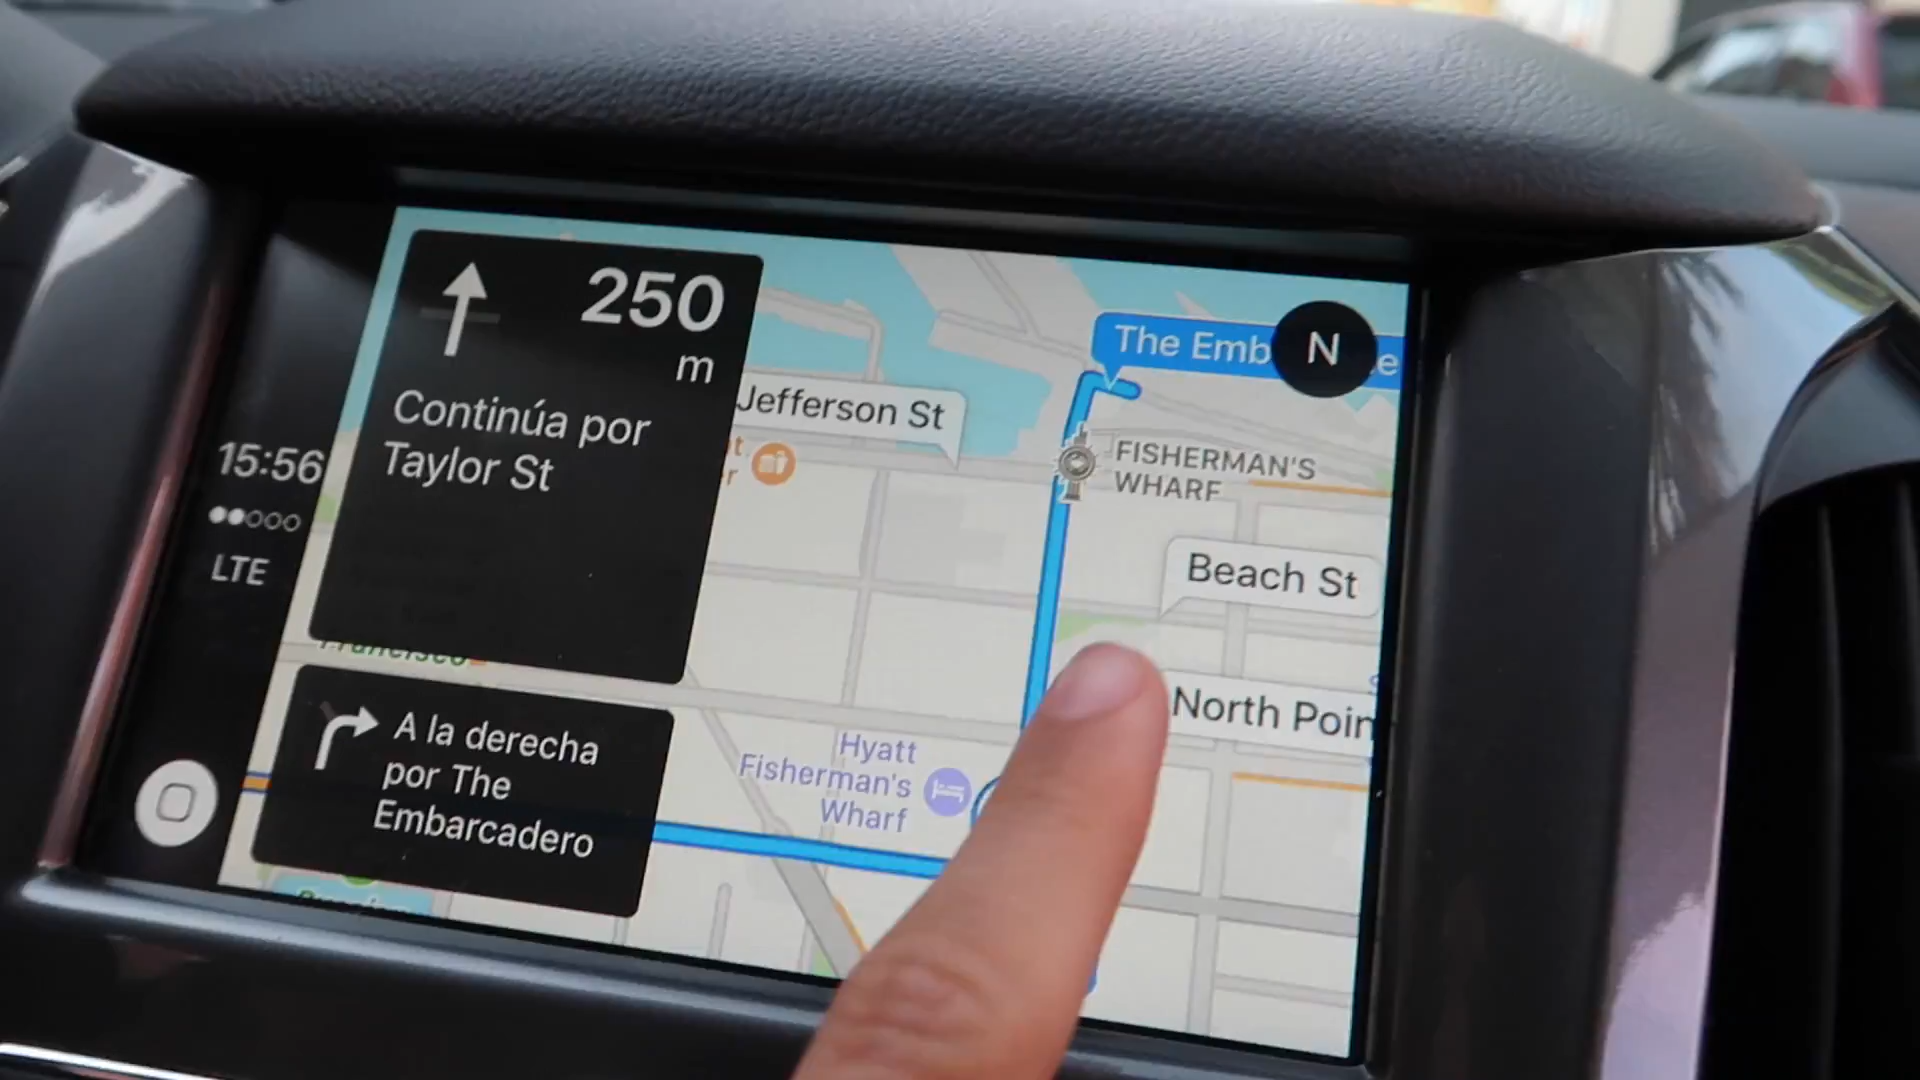 250
m
Continúa por
Taylor St
15:56
LTE
A la derecha
por The
Embarcadero
The Emb
N
e
Jefferson St
FISHERMAN'S
WHARF
Beach St
North Poin
Hyatt
Fisherman's
Wharf
Francisco